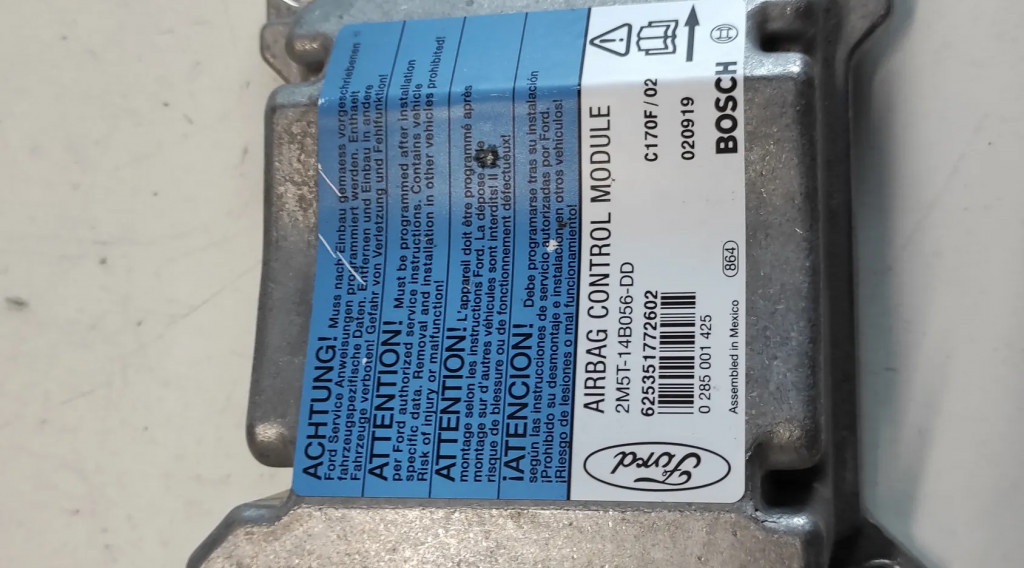 ACHTUNG! Muss nach Einbau gemaess vorgeschriebenen
Ford Service Anweisungen programmiert werden. Enthaelt
fahrzeugspezifische Daten. Entfernen und Einbau in andere
Fahrzeuge verboten! Gefahr von Verletzung und Fehlfunktion!
ATTENTION! Must be programmed after installation
per Ford authorized service instructions. Contains vehicle
specific data. Removal and installation in other vehicles prohibited!
Risk of injury or malfunction!
ATTENTION! L'appareil doit être programmé après
montage selon les instructions Ford. La dépose
montage sur d'autres véhicules sont interdits! Il
risque de blessure ou de fonctionnement défectueux!
¡ATENCION! Debe programarse tras su instalación
según las instrucciones de servicio autorizadas por Ford.
¡Prohibido su desmontaje e instalación en otros vehículos!
¡Riesgo de lesiones o mal funcionamiento!
Ford
AIRBAG CONTROL MODULE
2M5T-14B056-DD
625351772602
0 285 001 425
Assembled in Mexico
864
C170F / 02
020919
BOSCH